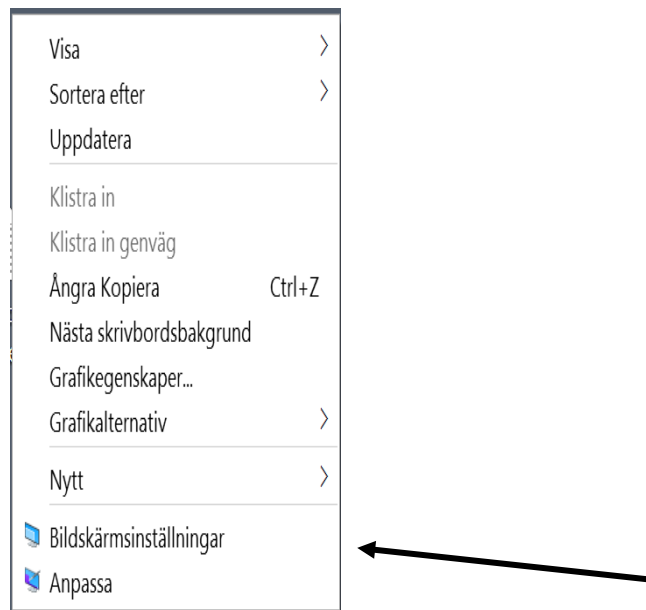 Visa
Sortera efter
Uppdatera
Klistra in
Klistra in genväg
Ångra Kopiera Ctrl+Z
Nästa skrivbordsbakgrund
Grafikegenskaper...
Grafikalternativ
Nytt
Bildskärmsinställningar
Anpassa